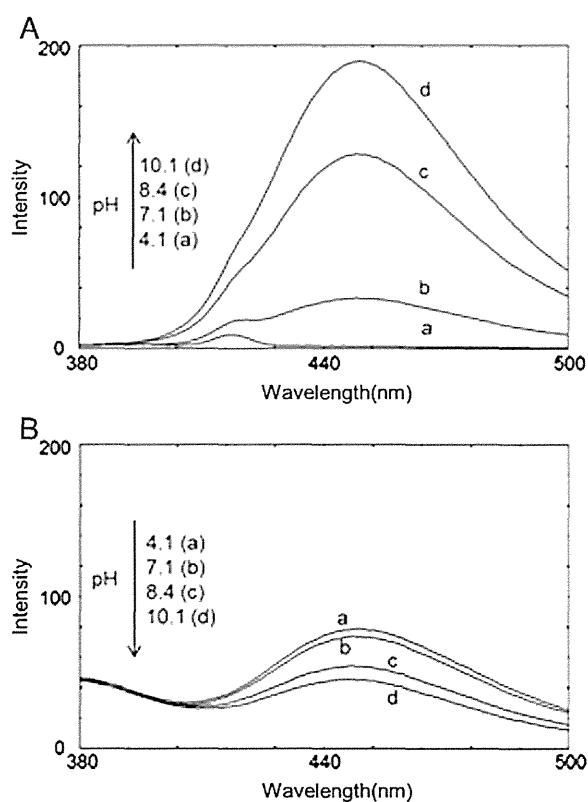 A
200
d
10.1 (d)
8.4 (c)
7.1 (b)
4.1 (a)
pH
c
100
Intensity
b
a
0
380
440
500
Wavelength(nm)
B
200
4.1 (a)
7.1 (b)
8.4 (c)
10.1 (d)
pH
100
Intensity
a
b
c
d
0
380
440
500
Wavelength(nm)